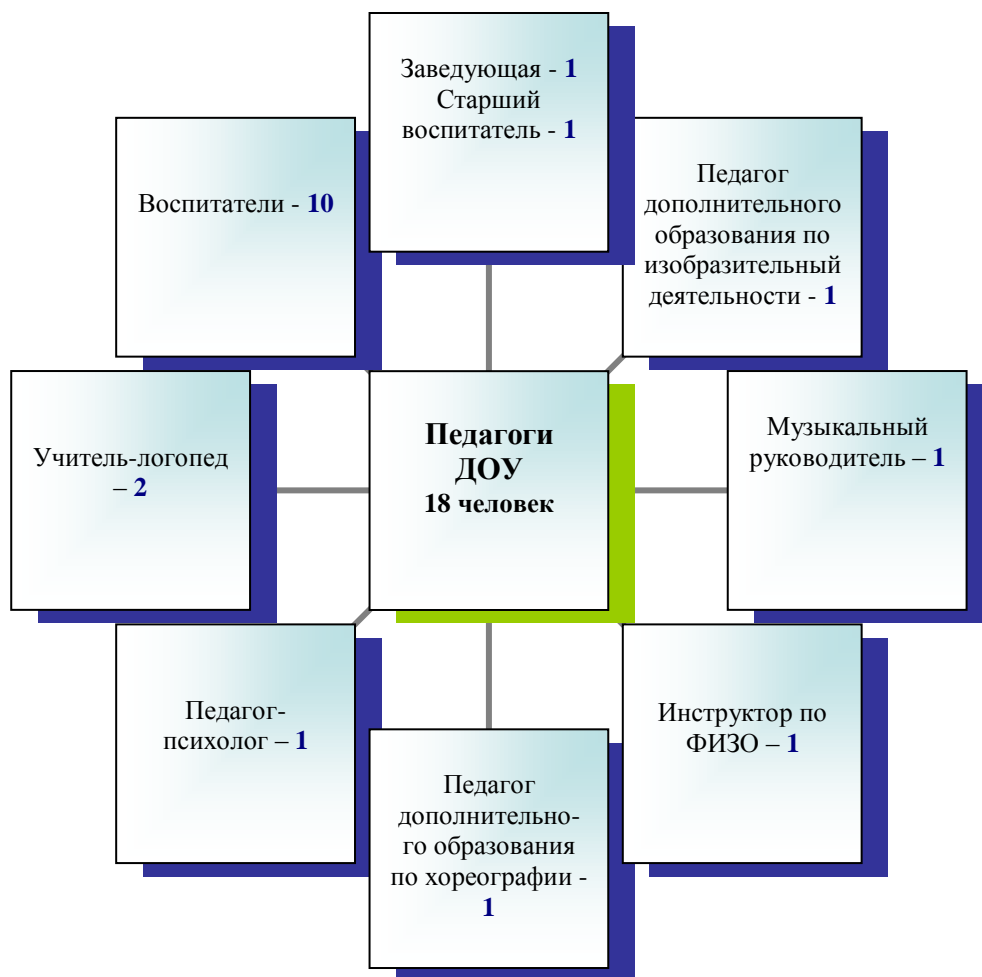 Заведующая - 1
Старший
воспитатель - 1
Педагог
дополнительного
образования по
изобразительный
деятельности - 1
Музыкальный
руководитель – 1
Инструктор по
ФИЗО – 1
Педагог
дополнительно-
го образования
по хореографии -
1
Педагог-
психолог – 1
Учитель-логопед
– 2
Воспитатели - 10
Педагоги
ДОУ
18 человек